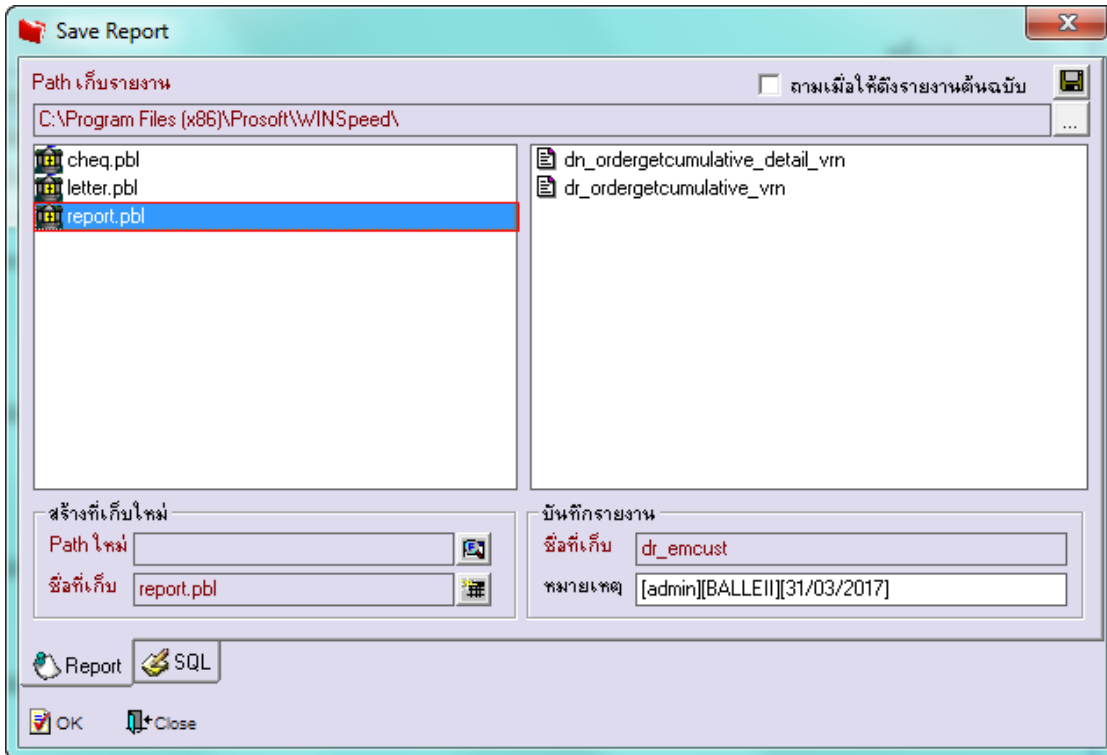 Save Report
Path เก็บรายงาน
ถามเมื่อให้ดึงรายงานต้นฉบับ
C:\Program Files (x86)\Prosoft\WINSpeed\
...
cheq.pbl
letter.pbl
report.pbl
dn_ordergetcumulative_detail_vrn
dr_ordergetcumulative_vrn
สร้างที่เก็บใหม่
Path ใหม่
ชื่อที่เก็บ report.pbl
บันทึกรายงาน
ชื่อที่เก็บ dr_emcust
หมายเหตุ [admin][BALLEII][31/03/2017]
Report
SQL
OK
Close